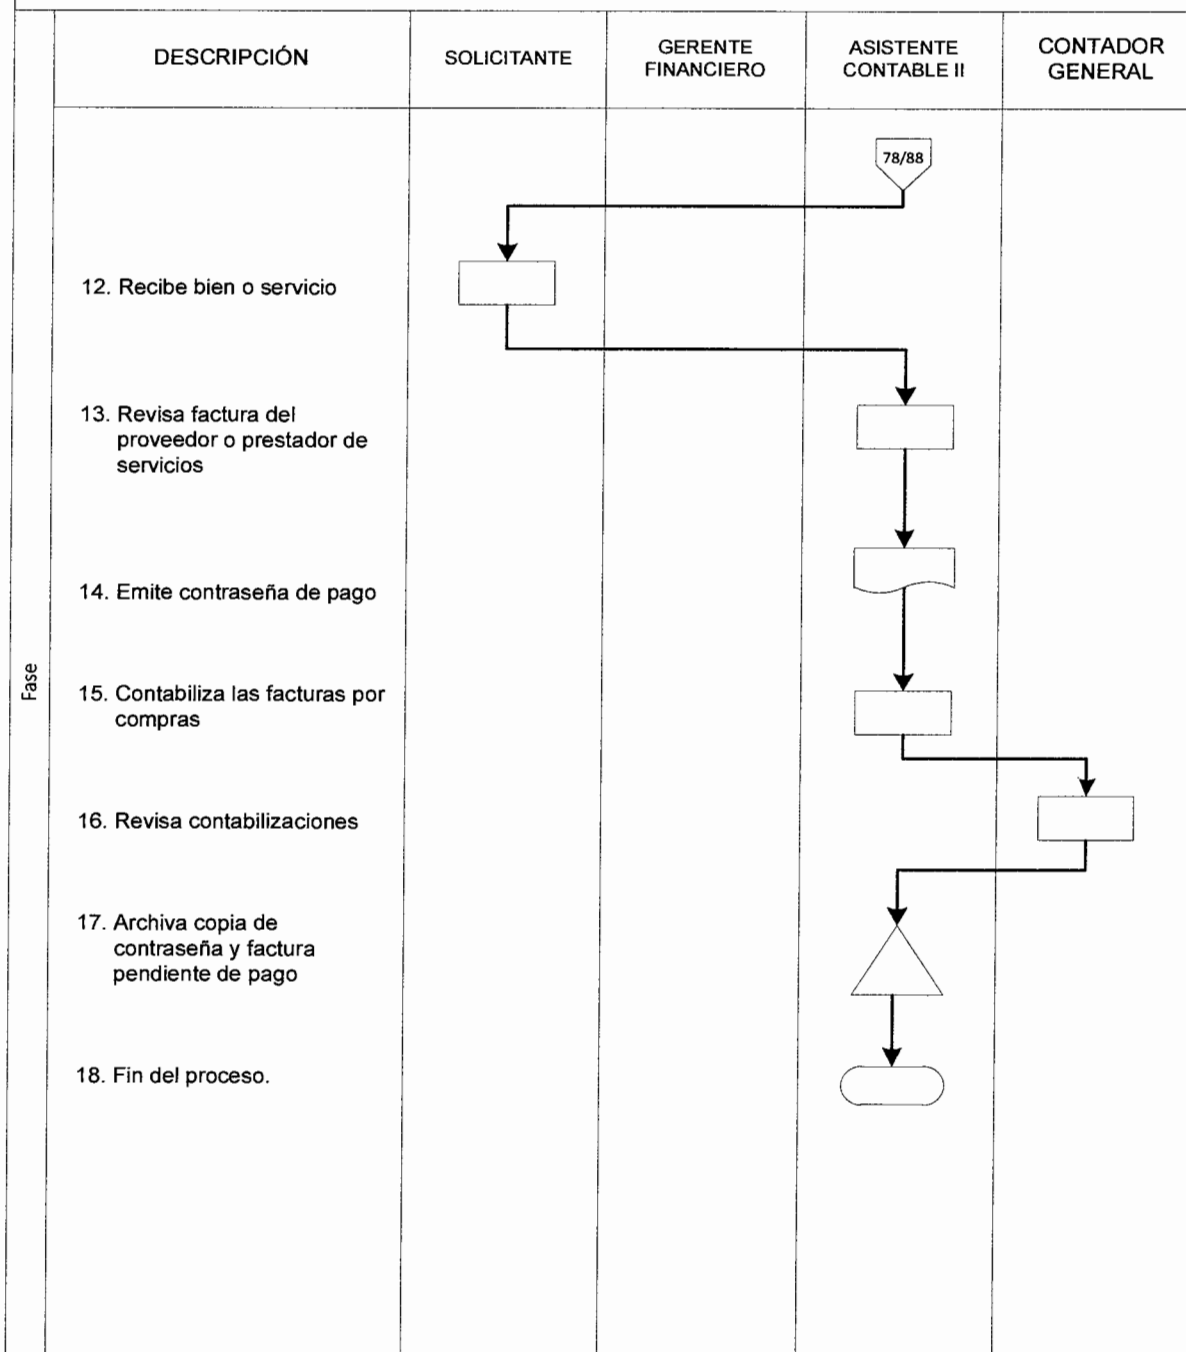 DESCRIPCIÓN
SOLICITANTE
GERENTE
FINANCIERO
ASISTENTE
CONTABLE II
CONTADOR
GENERAL
78/88
12. Recibe bien o servicio
13. Revisa factura del
proveedor o prestador de
servicios
14. Emite contraseña de pago
Fase
15. Contabiliza las facturas por
compras
16. Revisa contabilizaciones
17. Archiva copia de
contraseña y factura
pendiente de pago
18. Fin del proceso.